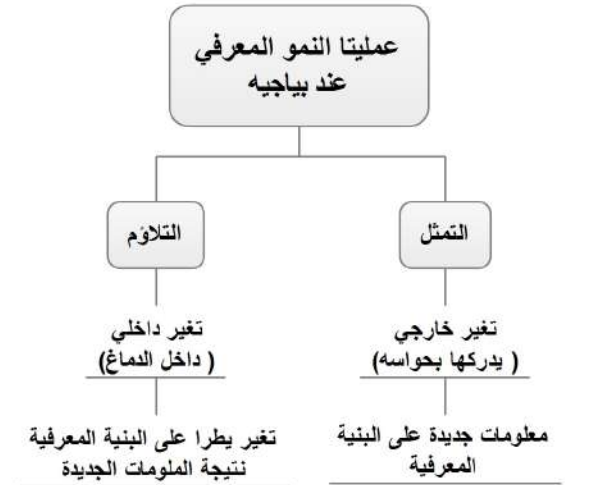 عمليتا النمو المعرفي
عند بياجيه
التمثل
التلاؤم
تغير خارجي
( يدركها بحواسه)
تغير داخلي
( داخل الدماغ)
معلومات جديدة على البنية
المعرفية
تغير يطرا على البنية المعرفية
نتيجة الملومات الجديدة